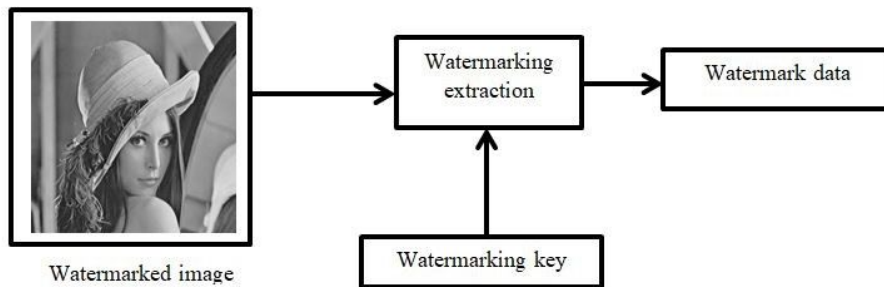 Watermarking
extraction
Watermark data
Watermarking key
Watermarked image